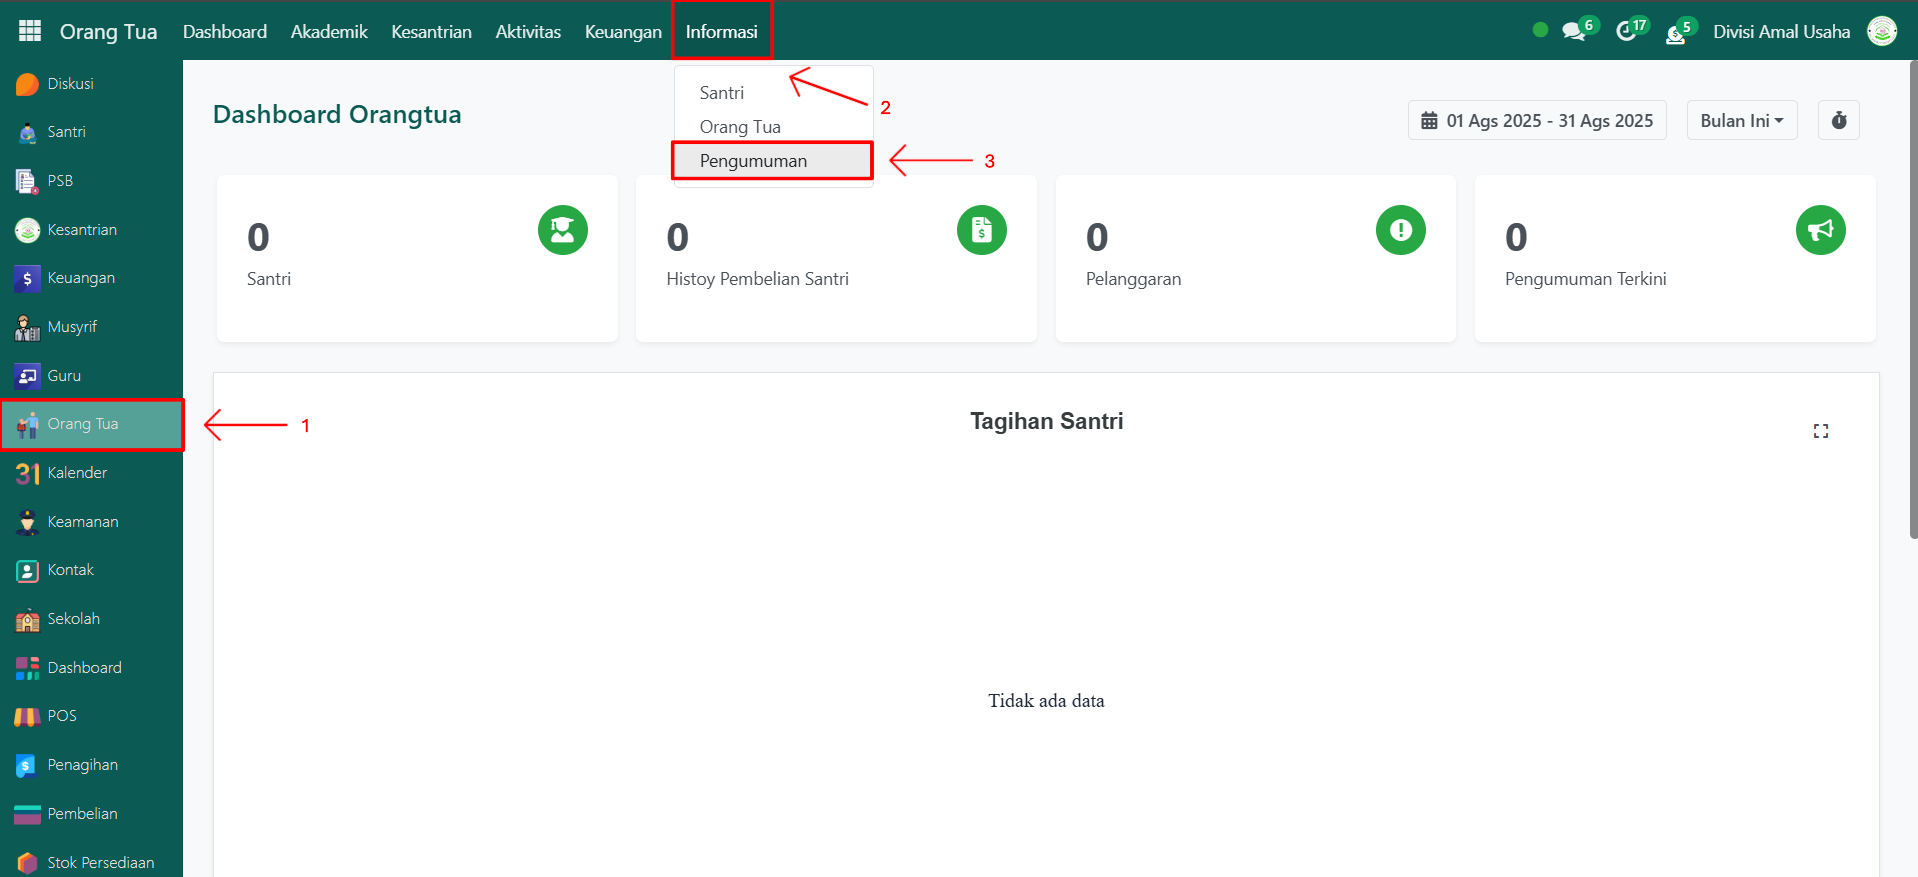 Orang Tua Dashboard Akademik Kesantrian Aktivitas Keuangan Informasi 6 17 5 Divisi Amal Usaha
Diskusi
Santri
PSB
Kesantrian
Keuangan
Musyrif
Guru
Orang Tua
Kalender
Keamanan
Kontak
Sekolah
Dashboard
POS
Penagihan
Pembelian
Stok Persediaan
1
Santri
Orang Tua
Pengumuman
2
3
Dashboard Orangtua
01 Ags 2025 - 31 Ags 2025 Bulan Ini
0
Santri
0
Histoy Pembelian Santri
0
Pelanggaran
0
Pengumuman Terkini
Tagihan Santri
Tidak ada data